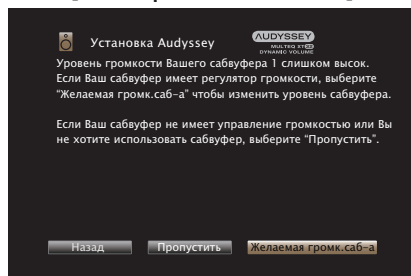 Установка Audyssey
AUDYSSEY
MULTEQ XT32
DYNAMIC VOLUME
Уровень громкости Вашего сабвуфера 1 слишком высок.
Если Ваш сабвуфер имеет регулятор громкости, выберите
“Желаемая громк.саб-а” чтобы изменить уровень сабвуфера.
Если Ваш сабвуфер не имеет управление громкостью или Вы
не хотите использовать сабвуфер, выберите “Пропустить”.
Назад
Пропустить
Желаемая громк.саб-а